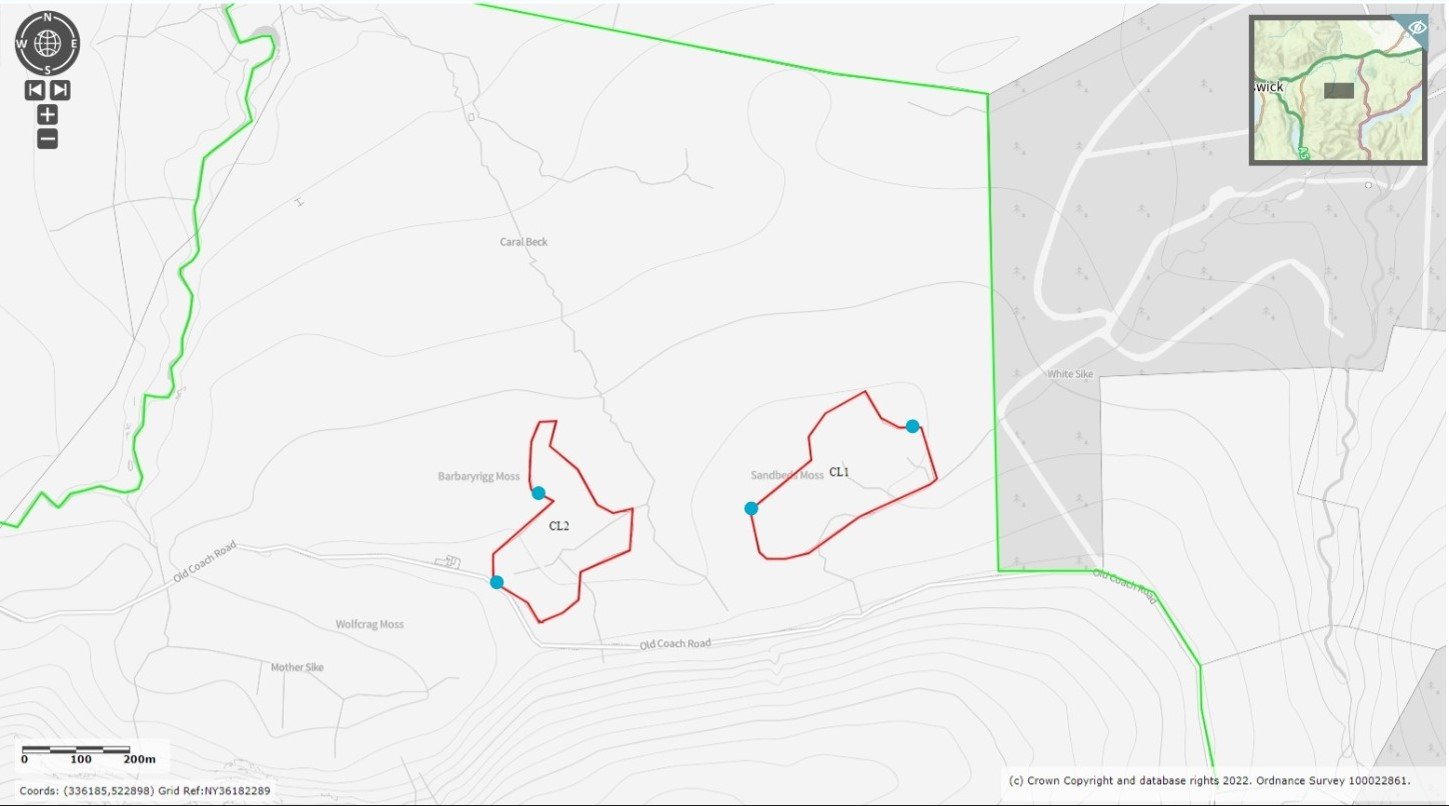 N
W E
S
swick
A5
Caral Beck
White Sike
Barbaryrigg Moss
Sandbeds Moss
CL1
CL2
Old Coach Road
Old Coach Road
Wolfcrag Moss
Old Coach Road
Mother Sike
0 100 200m
Coords: (336185,522898) Grid Ref:NY36182289
(c) Crown Copyright and database rights 2022. Ordnance Survey 100022861.